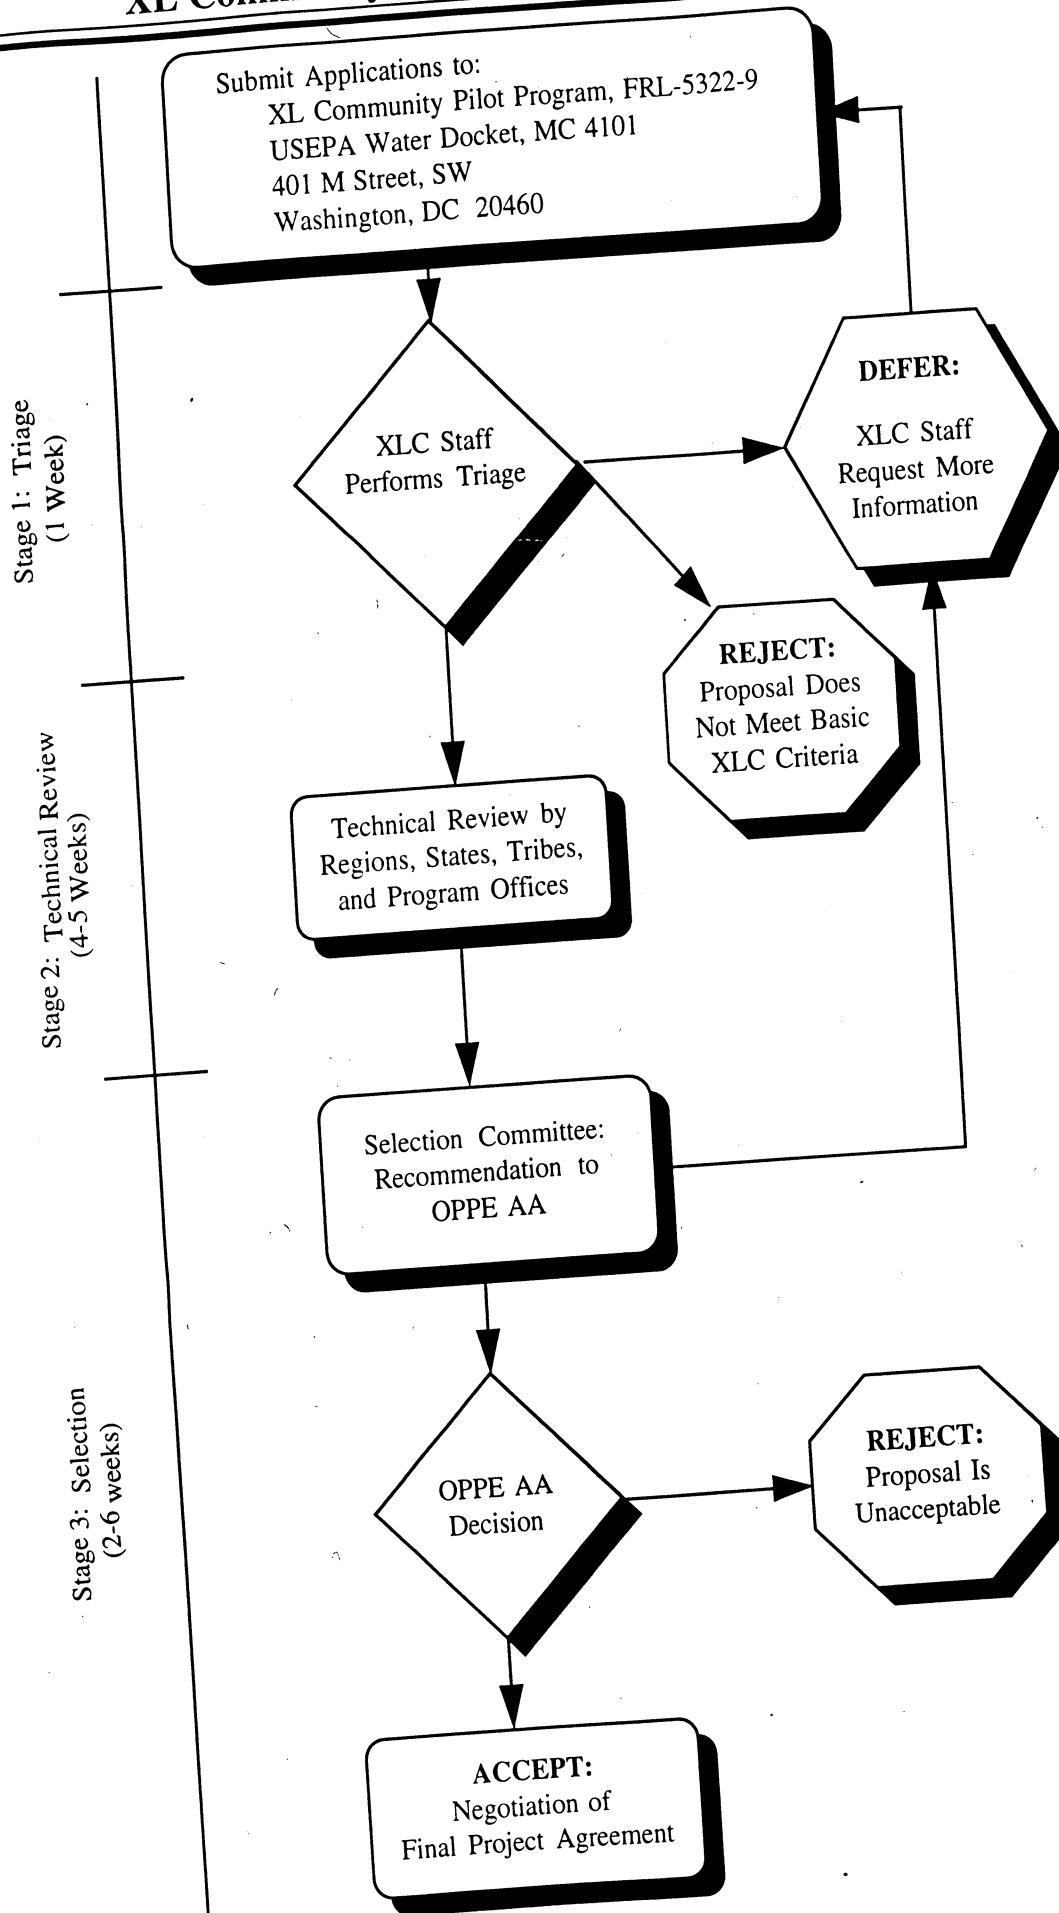 XL
Submit Applications to:
XL Community Pilot Program, FRL-5322-9
USEPA Water Docket, MC 4101
401 M Street, SW
Washington, DC 20460
Stage 1: Triage
(1 Week)
XLC Staff
Performs Triage
DEFER:
XLC Staff
Request More
Information
REJECT:
Proposal Does
Not Meet Basic
XLC Criteria
Stage 2: Technical Review
(4-5 Weeks)
Technical Review by
Regions, States, Tribes,
and Program Offices
Selection Committee:
Recommendation to
OPPE AA
Stage 3: Selection
(2-6 weeks)
OPPE AA
Decision
REJECT:
Proposal Is
Unacceptable
ACCEPT:
Negotiation of
Final Project Agreement